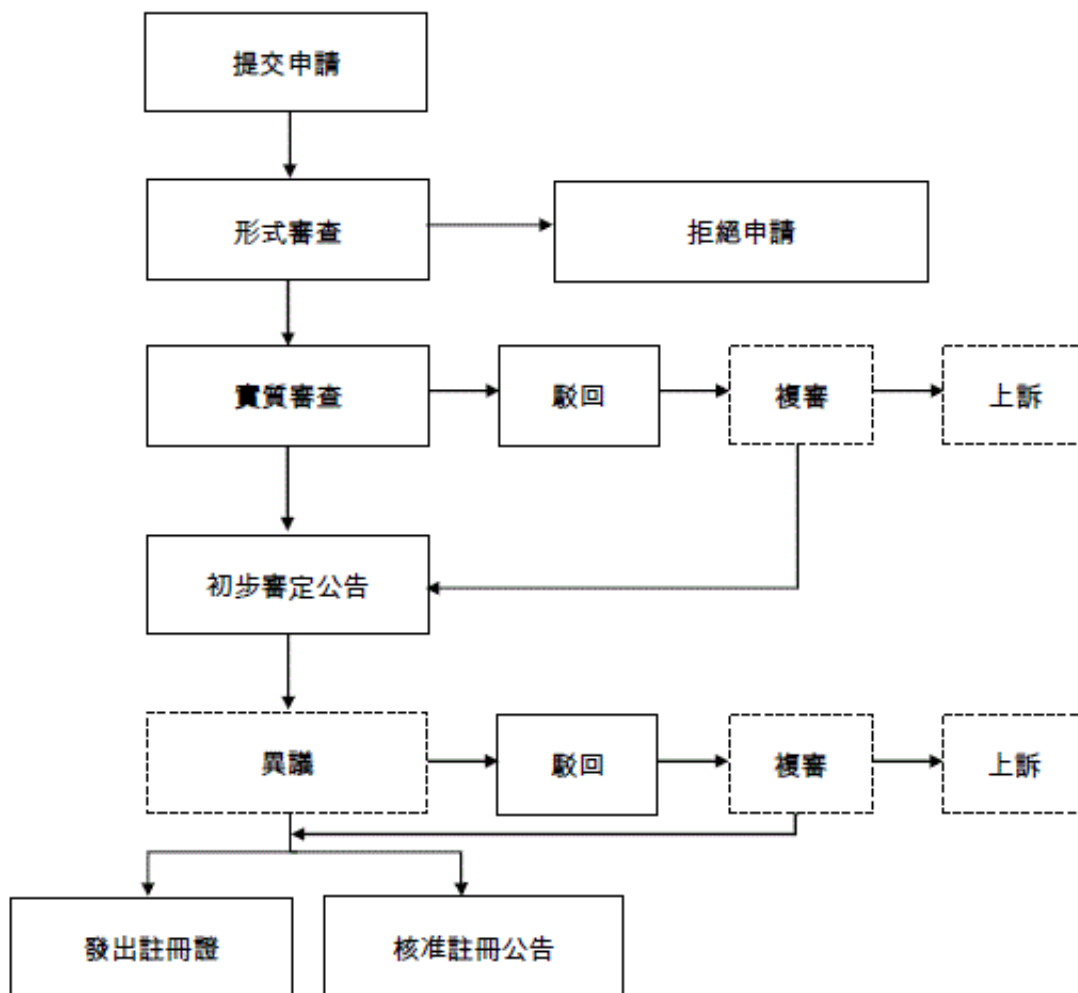 提交申請
形式審查
拒絕申請
實質審查
駁回
複審
上訴
初步審定公告
異議
駁回
複審
上訴
發出註冊證
核准註冊公告